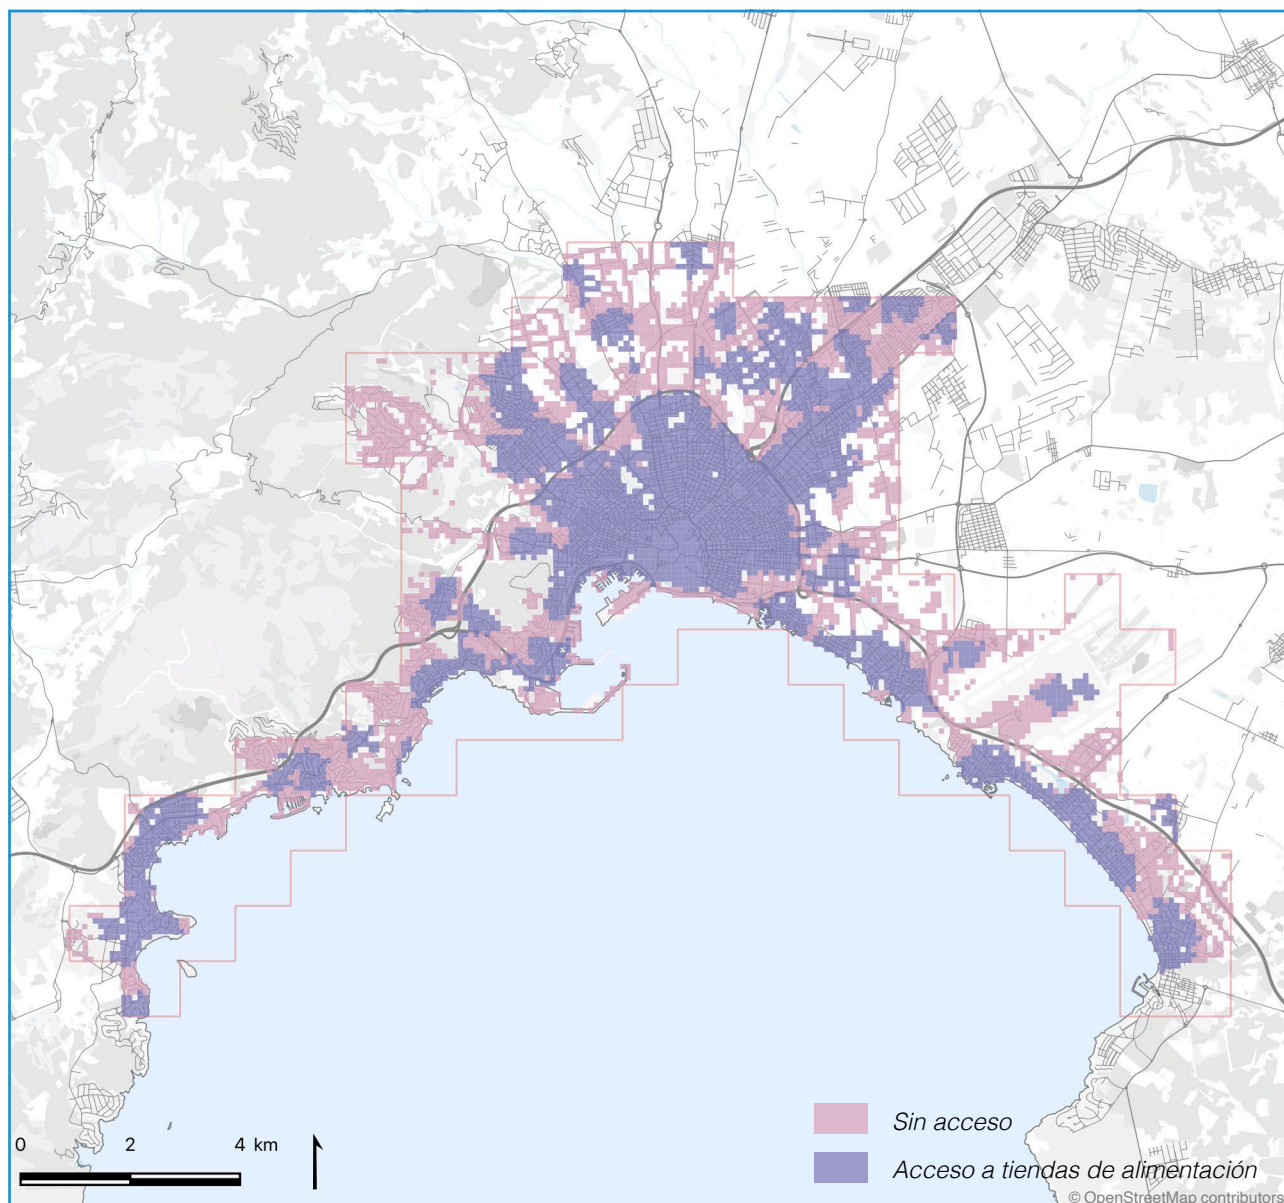 0 2 4 km
Sin acceso
Acceso a tiendas de alimentación
© OpenStreetMap contributors